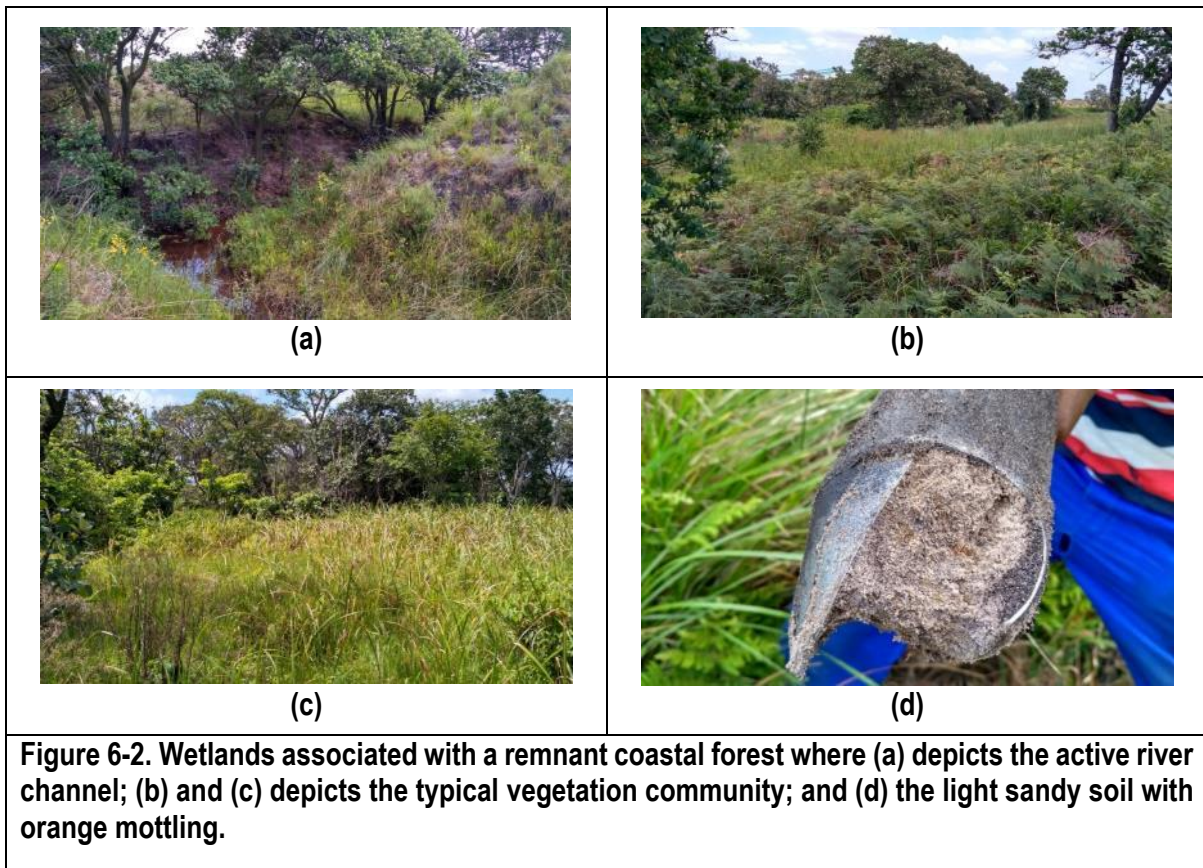 (a)
(b)
(c)
(d)
Figure 6-2. Wetlands associated with a remnant coastal forest where (a) depicts the active river
channel; (b) and (c) depicts the typical vegetation community; and (d) the light sandy soil with
orange mottling.